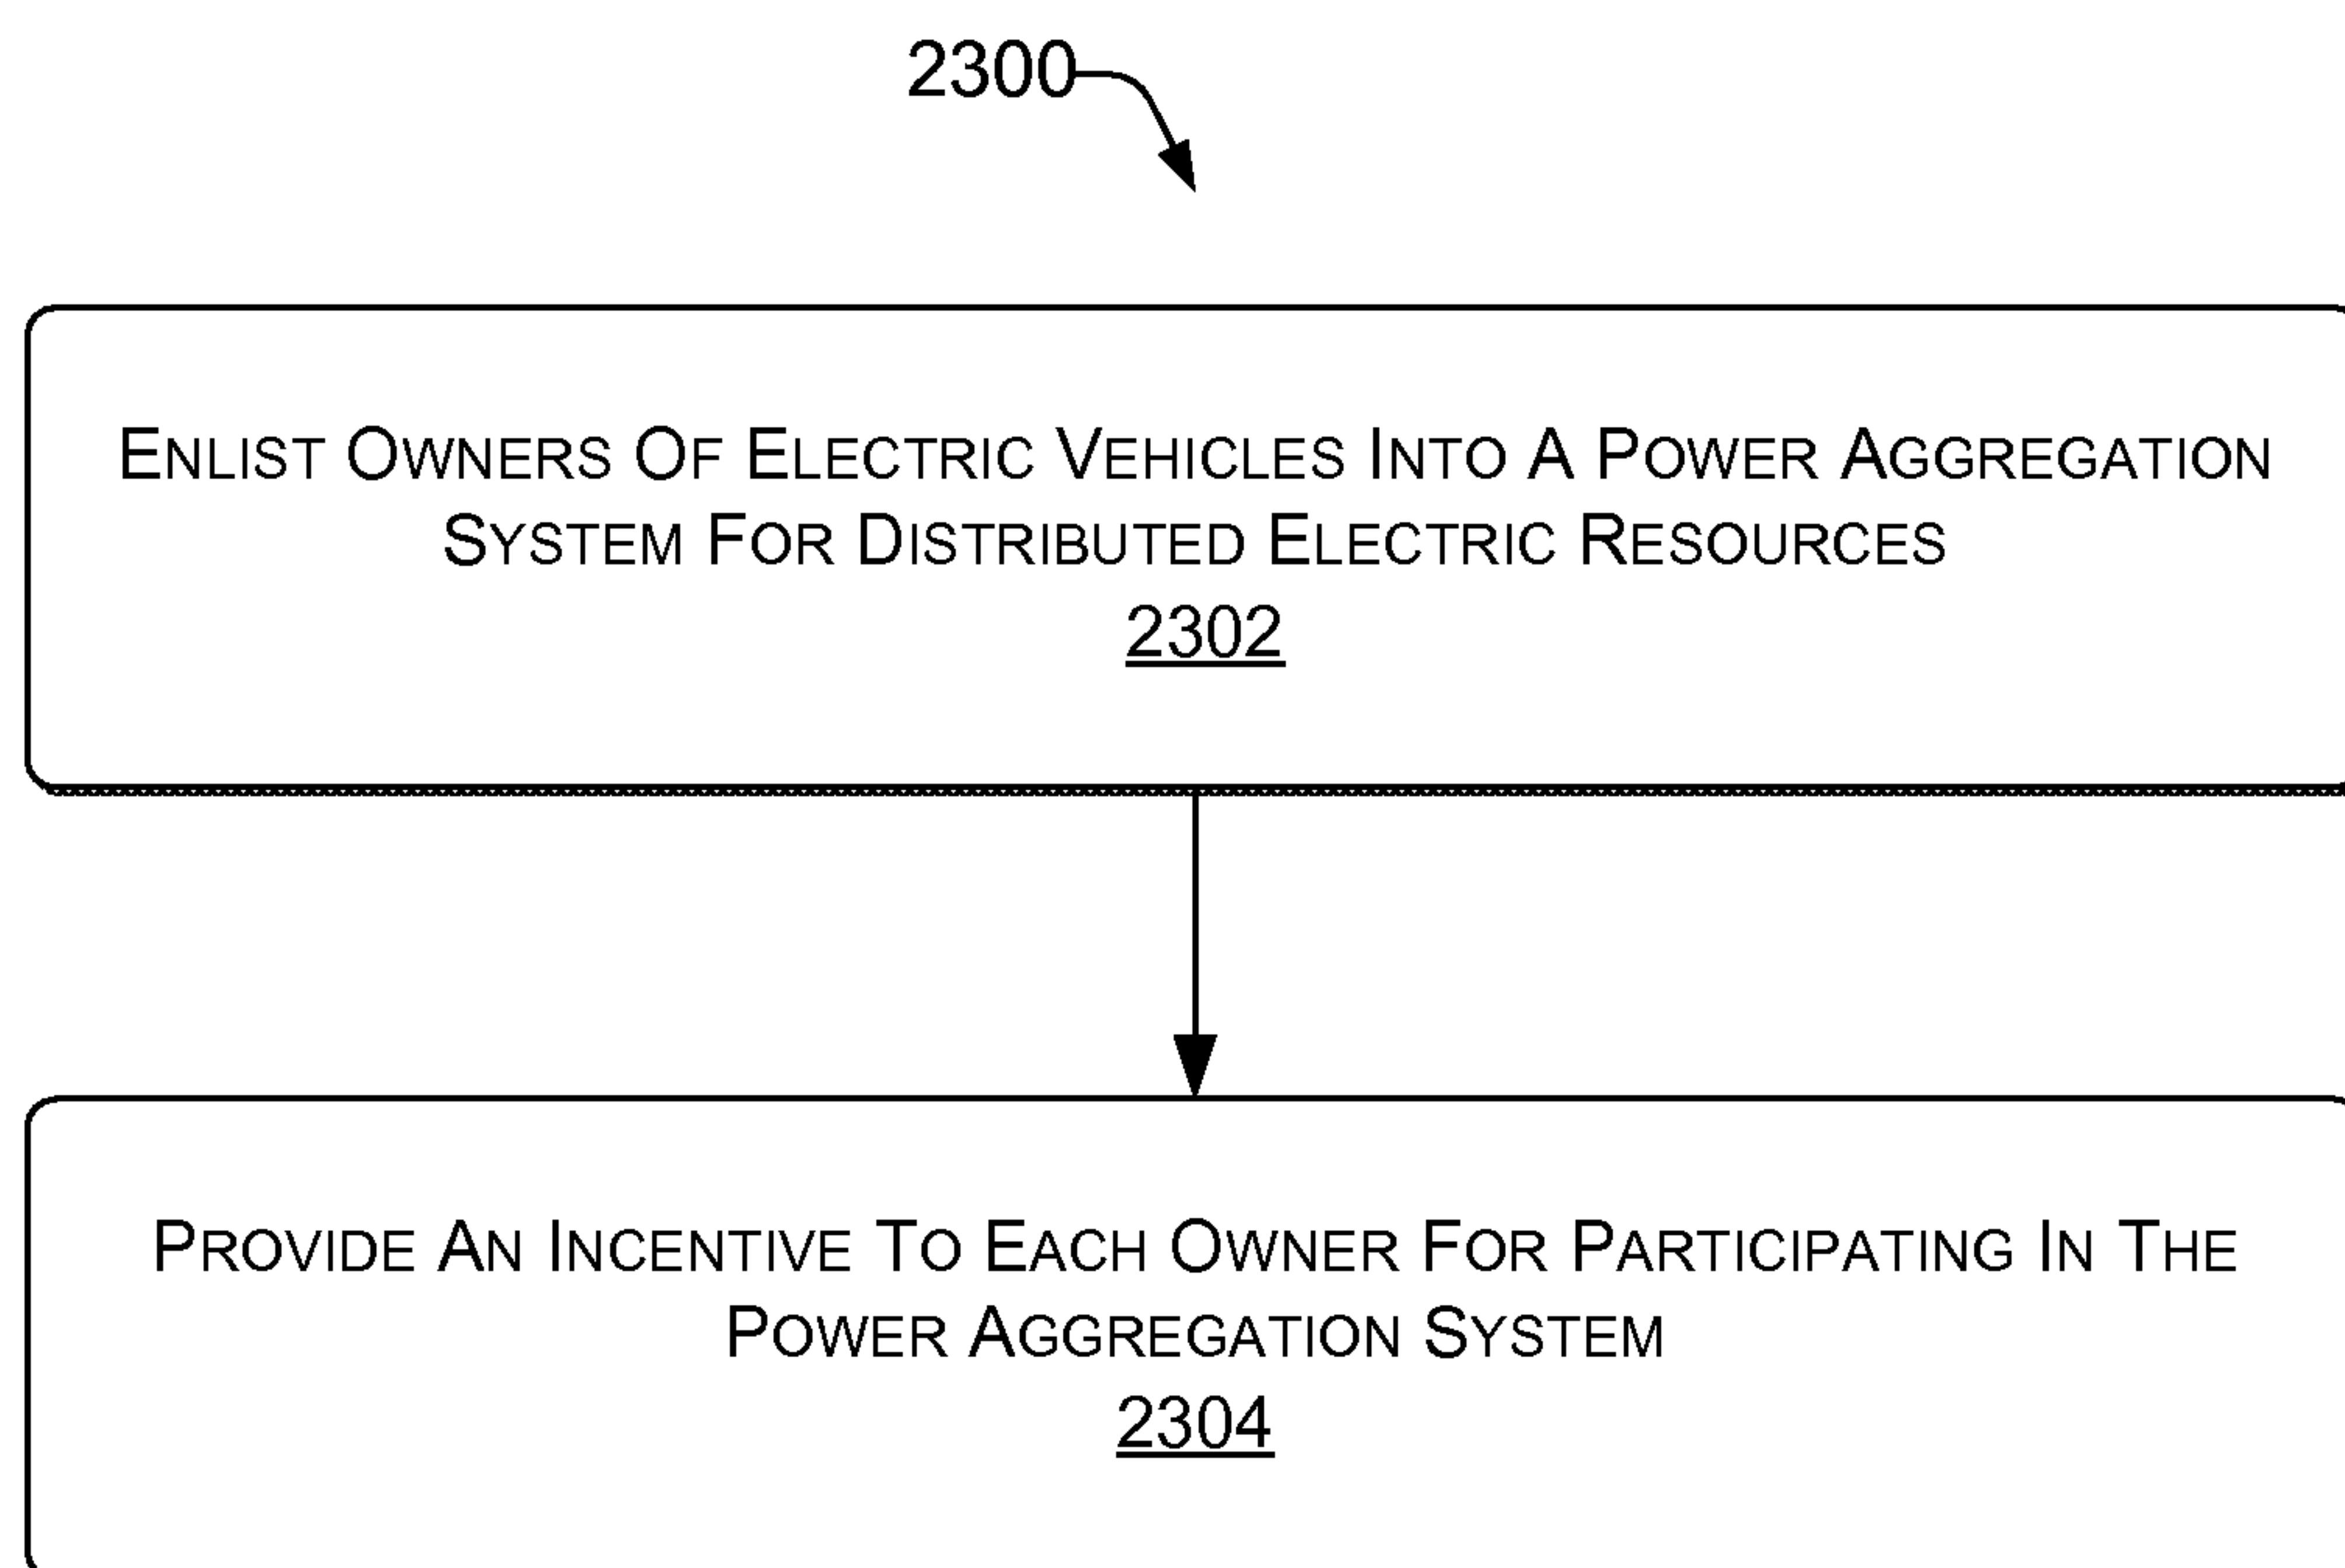 2300
Enlist Owners Of Electric Vehicles Into A Power Aggregation
System For Distributed Electric Resources
2302
Provide An Incentive To Each Owner For Participating In The
Power Aggregation System
2304